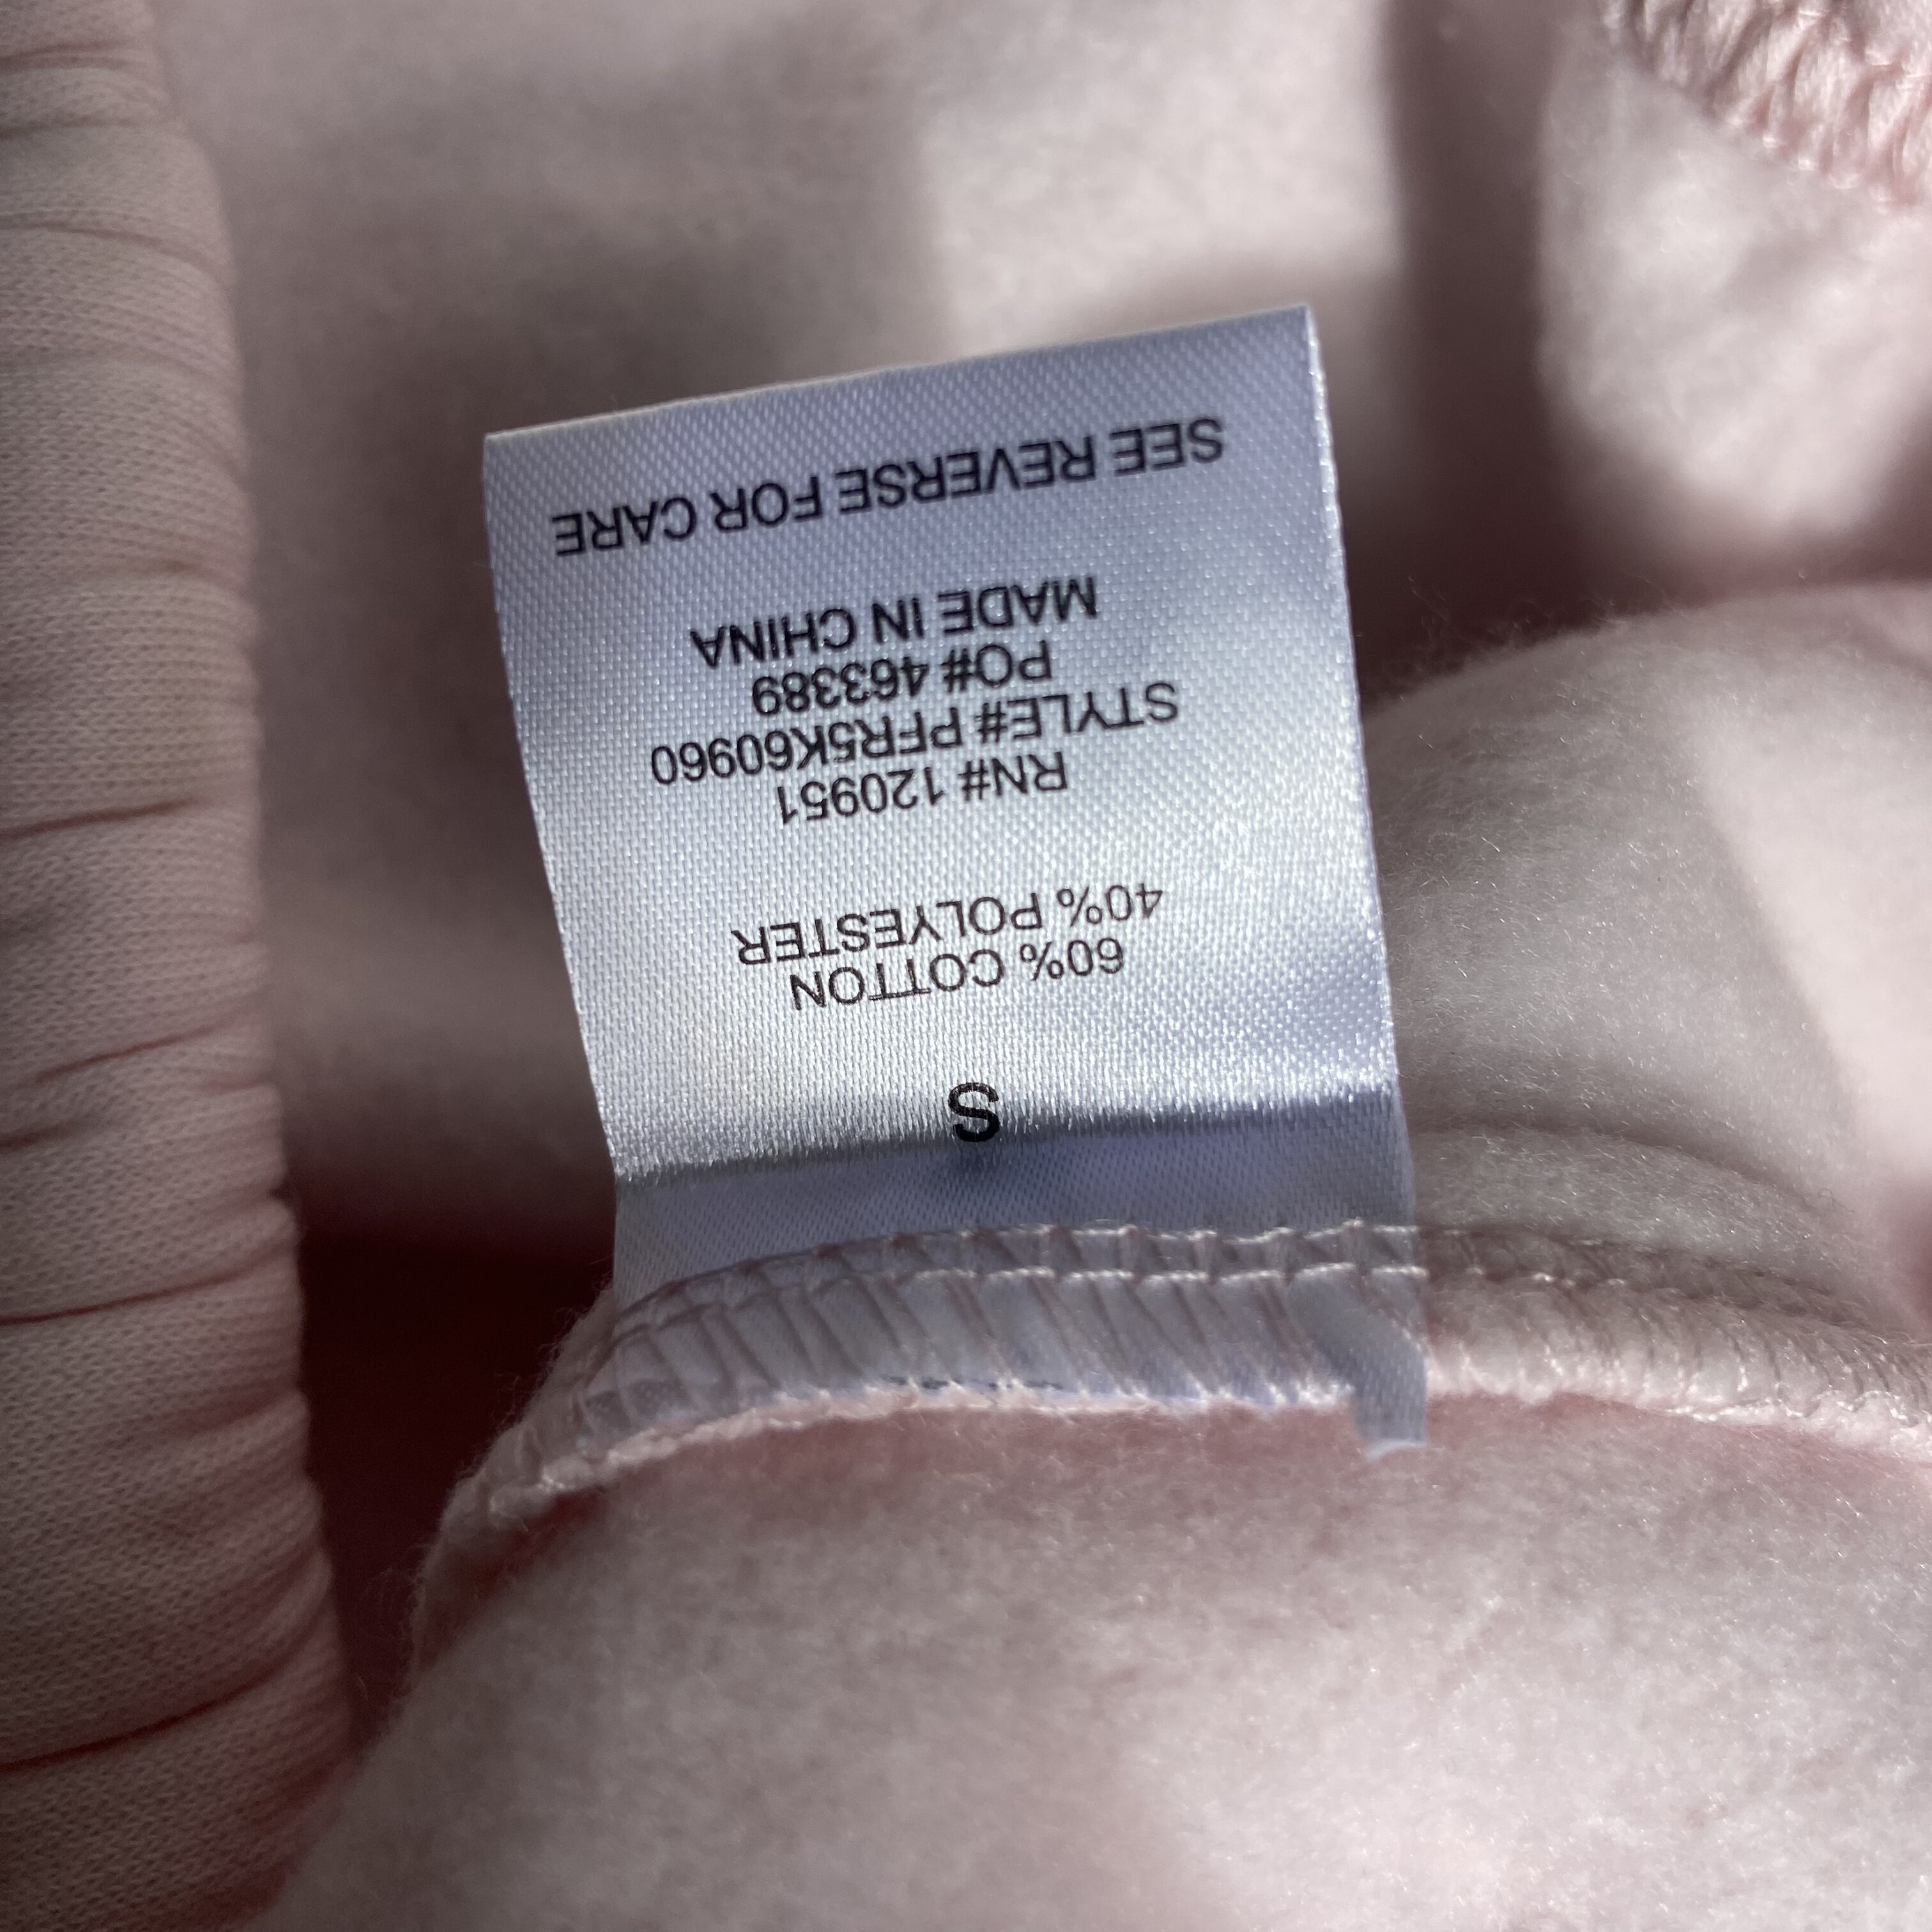 S
60% COTTON
40% POLYESTER
RN# 120951
STYLE# PFR5K60960
PO# 463389
MADE IN CHINA
SEE REVERSE FOR CARE